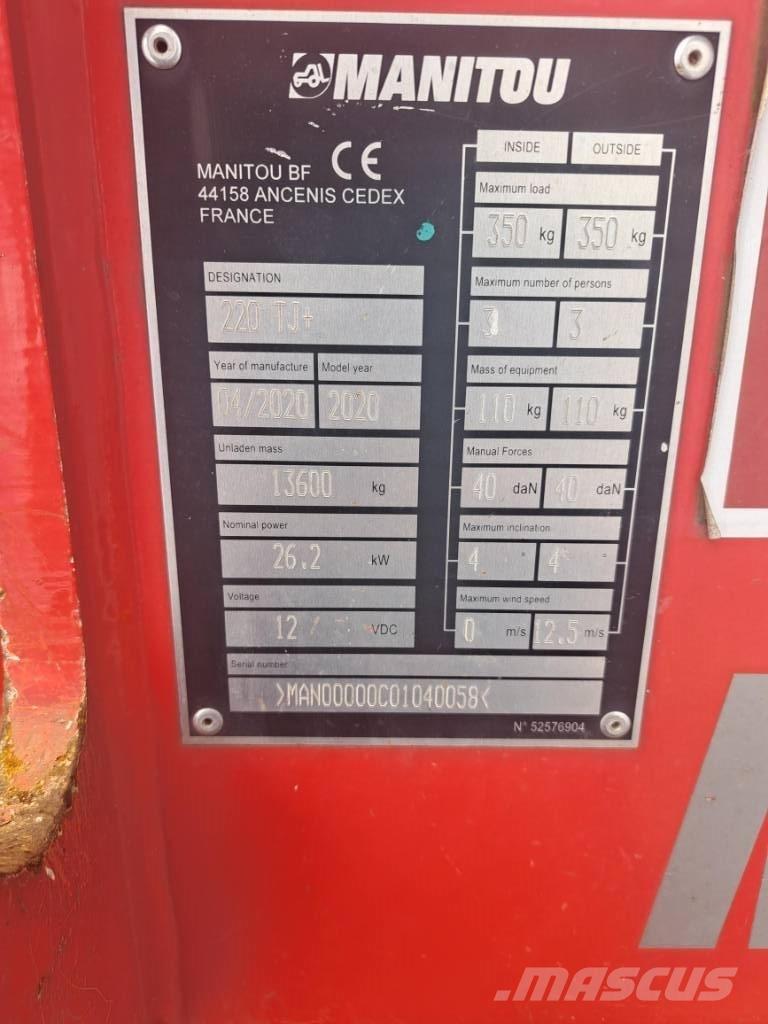 MANITOU
MANITOU BF CE
44158 ANCENIS CEDEX
FRANCE
DESIGNATION
220 TJ+
Year of manufacture Model year
04/2020 2020
Unladen mass
13600 kg
Nominal power
26.2 kW
Voltage
12 / VDC
Serial number
>MAN00000C01040058<
N° 52576904
INSIDE OUTSIDE
Maximum load
350 kg 350 kg
Maximum number of persons
3 3
Mass of equipment
110 kg 110 kg
Manual Forces
40 daN 40 daN
Maximum inclination
4 4
Maximum wind speed
0 m/s 12.5 m/s
mascus